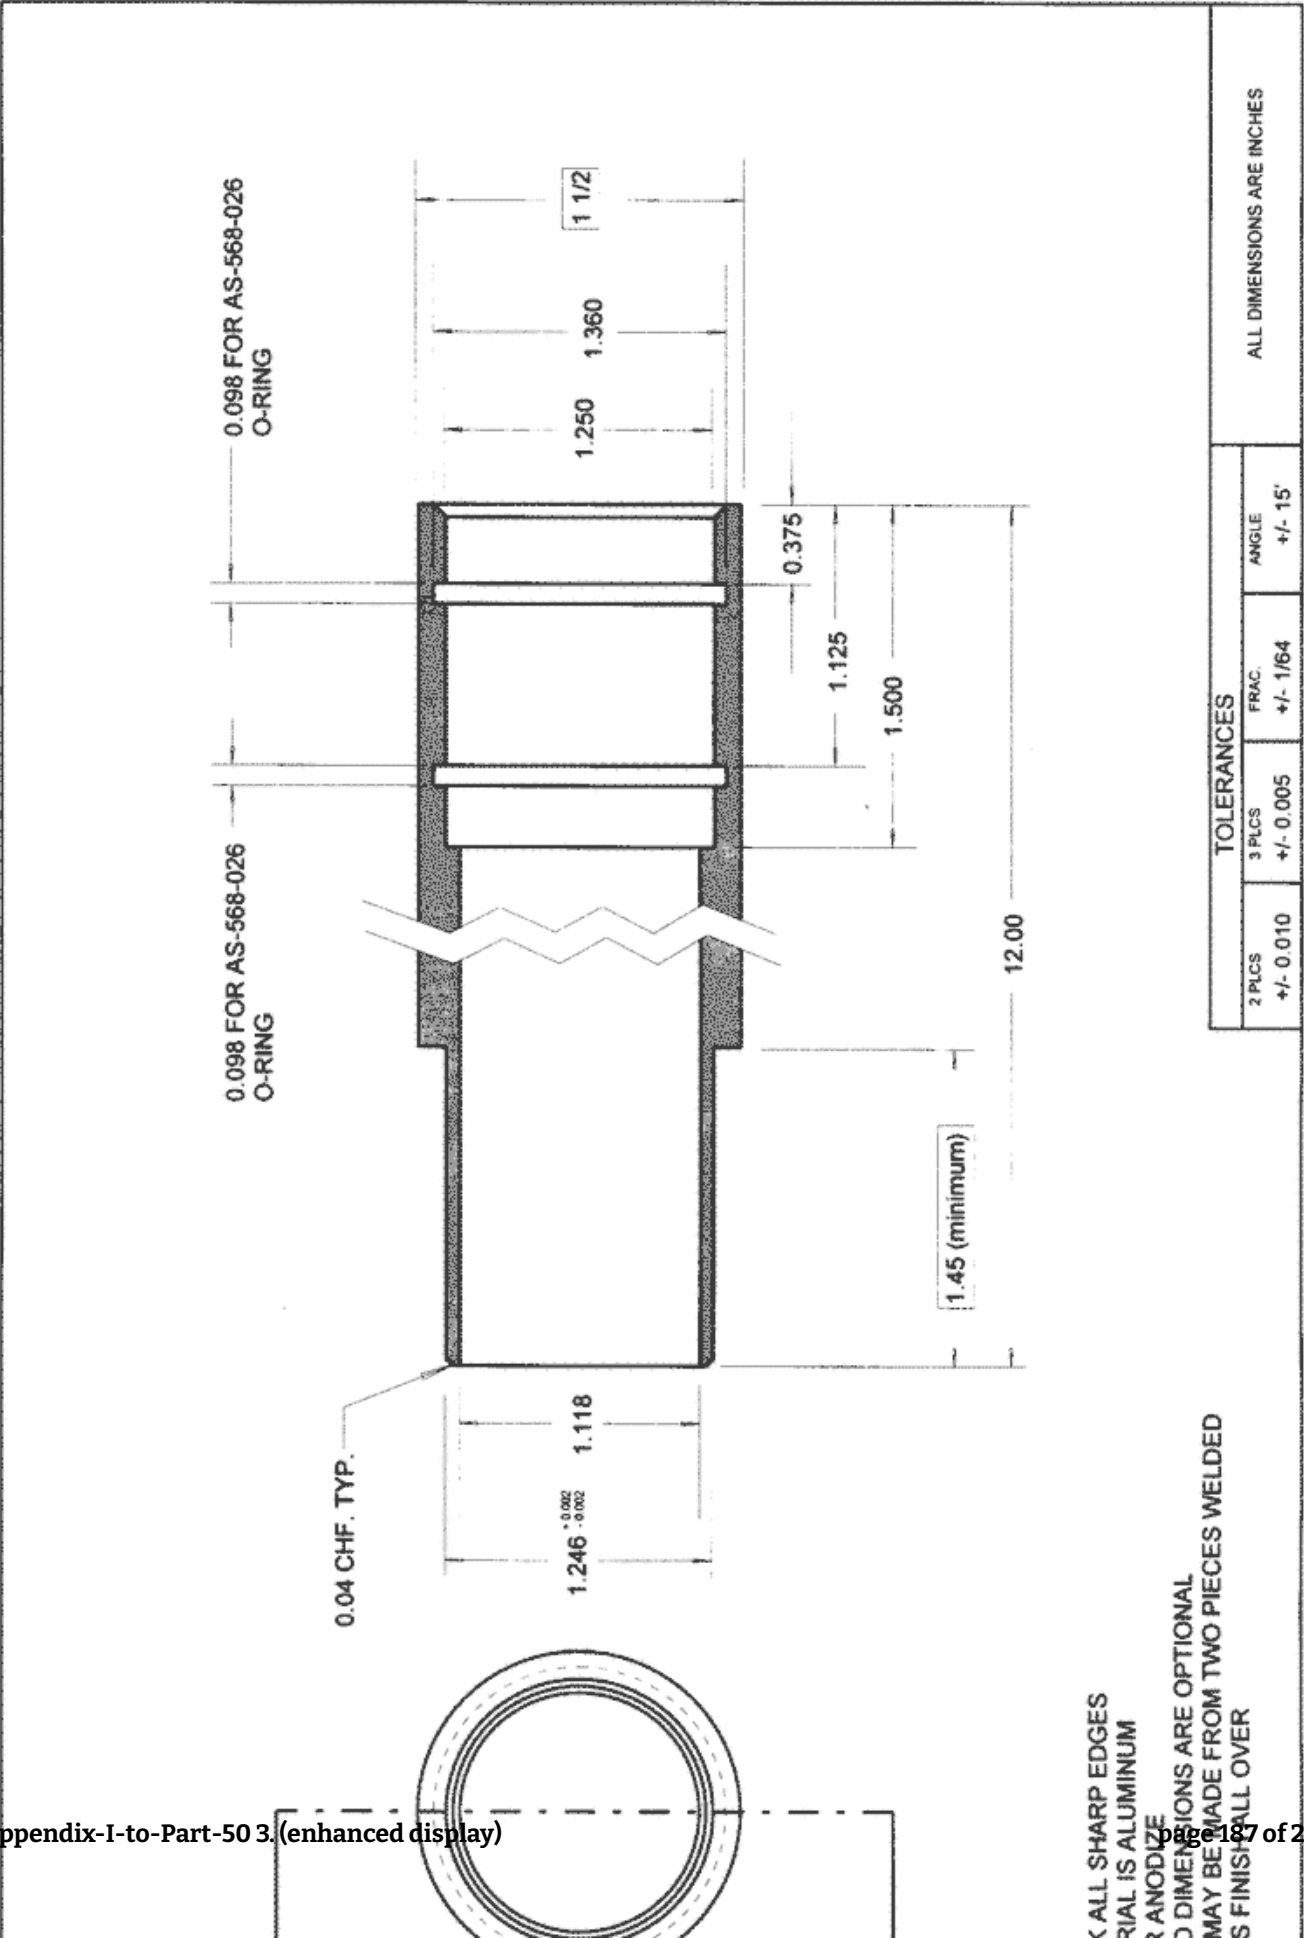 0.098 FOR AS-568-026
O-RING
0.098 FOR AS-568-026
O-RING
1 1/2
1.360
1.250
0.375
1.125
1.500
12.00
1.45 (minimum)
0.04 CHF. TYP.
1.118
1.246 +0.002
-0.002
ALL SHARP EDGES
RIAL IS ALUMINUM
ANODIZE
DIMENSIONS ARE OPTIONAL
MAY BE MADE FROM TWO PIECES WELDED
S FINISH ALL OVER
TOLERANCES
2 PLCS 3 PLCS FRAC. ANGLE
+/- 0.010 +/- 0.005 +/- 1/64 +/- 15'
ALL DIMENSIONS ARE INCHES
ppendix-I-to-Part-50 3. (enhanced display)
page 187 of 2